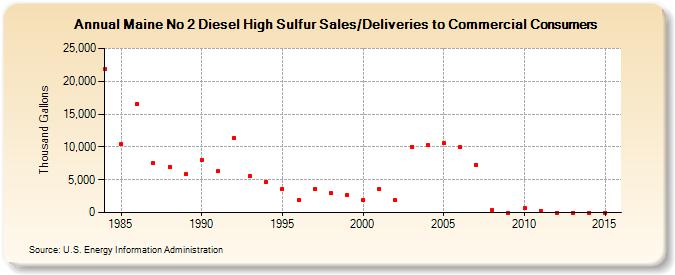 Annual Maine No 2 Diesel High Sulfur Sales/Deliveries to Commercial Consumers
Thousand Gallons
25,000
20,000
15,000
10,000
5,000
0
1985 1990 1995 2000 2005 2010 2015
Source: U.S. Energy Information Administration